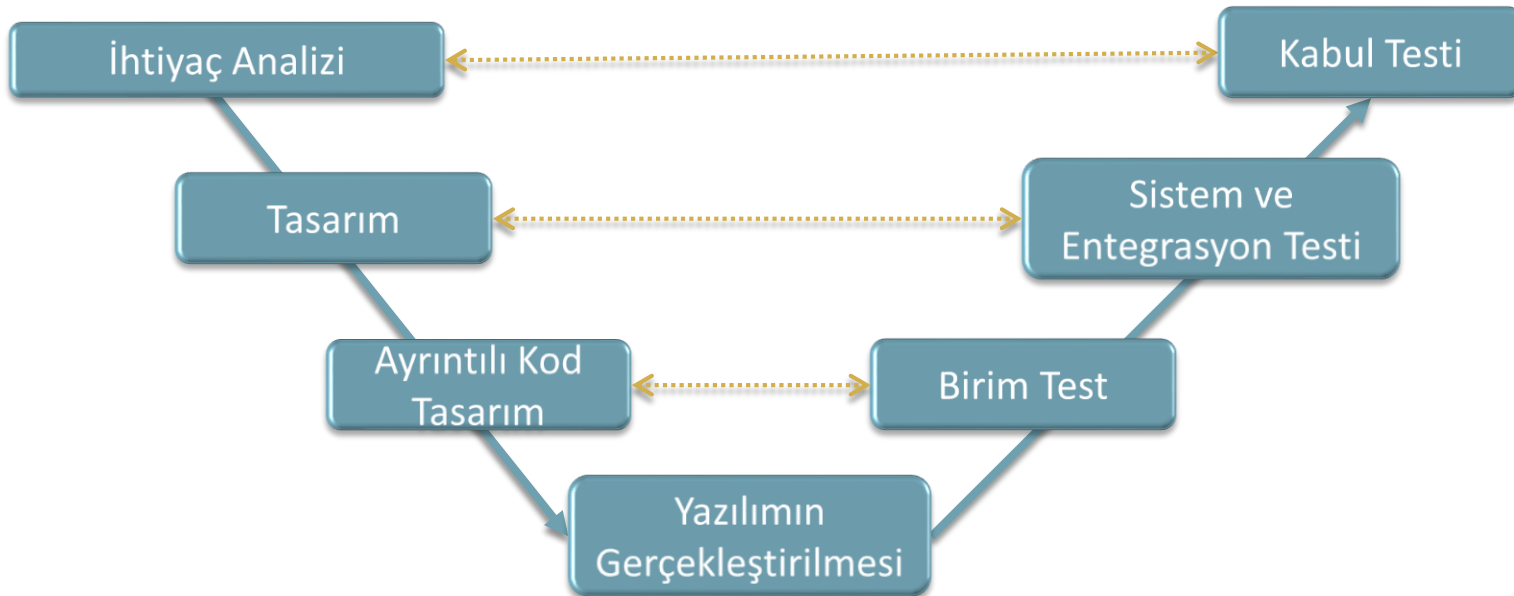 İhtiyaç Analizi
Kabul Testi
Tasarım
Sistem ve
Entegrasyon Testi
Ayrıntılı Kod
Tasarım
Birim Test
Yazılımın
Gerçekleştirilmesi